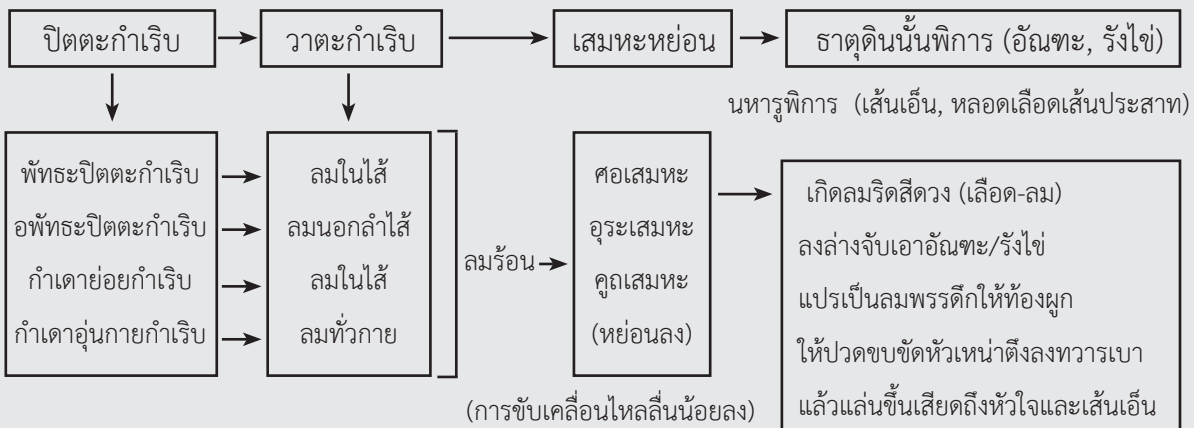 ปิตตะกำเริบ
วาตะกำเริบ
เสมหะหย่อน
ธาตุดินนั้นพิการ (อัณฑะ, รังไข่)
นหารูพิการ (เส้นเอ็น, หลอดเลือดเส้นประสาท)
พัทธะปิตตะกำเริบ
อพัทธะปิตตะกำเริบ
กำเดาย่อยกำเริบ
กำเดาอุ่นกายกำเริบ
ลมในไส้
ลมนอกลำไส้
ลมในไส้
ลมทั่วกาย
ลมร้อน
ศอเสมหะ
อุระเสมหะ
คูถเสมหะ
(หย่อนลง)
(การขับเคลื่อนไหลลื่นน้อยลง)
เกิดลมริดสีดวง (เลือด-ลม)
ลงล่างจับเอาอัณฑะ/รังไข่
แปรเป็นลมพรรดึกให้ท้องผูก
ให้ปวดขบขัดหัวเหน่าตึงลงทวารเบา
แล้วแล่นขึ้นเสียดถึงหัวใจและเส้นเอ็น